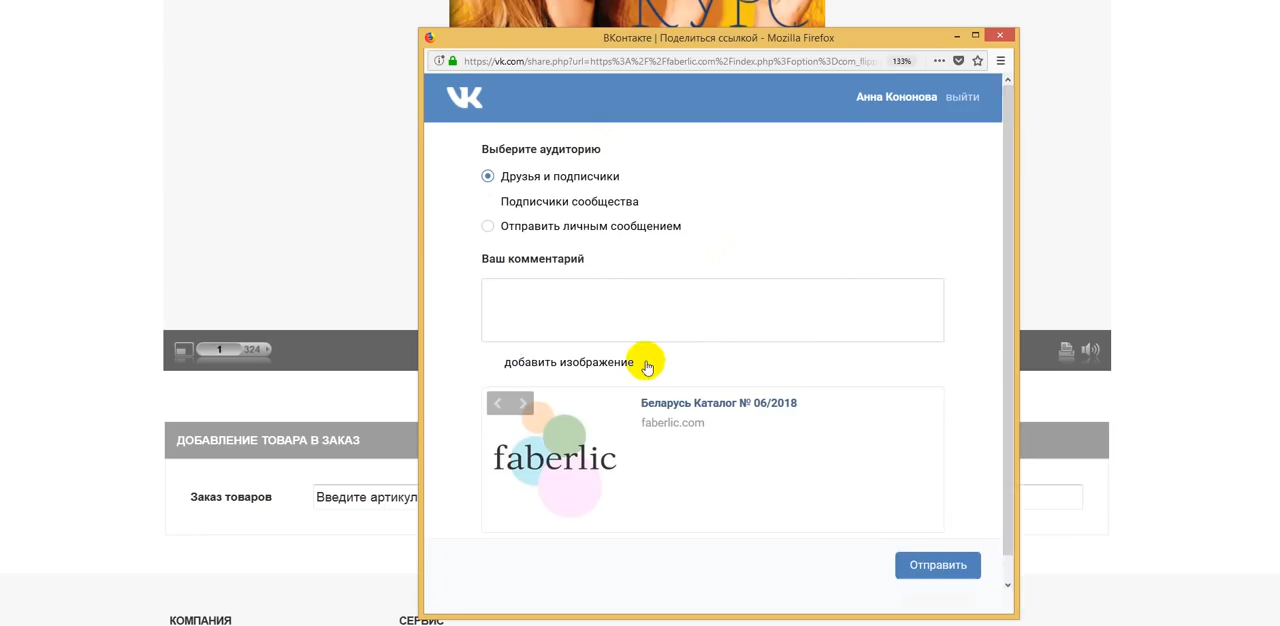 КУРС
ВКонтакте | Поделиться ссылкой - Mozilla Firefox
https://vk.com/share.php?url=https%3A%2F%2Ffaberlic.com%2Findex.php%3Foption%3Dcom_flipp
133%
VK
Анна Кононова выйти
Выберите аудиторию
Друзья и подписчики
Подписчики сообщества
Отправить личным сообщением
Ваш комментарий
1 324
добавить изображение
Беларусь Каталог № 06/2018
faberlic.com
faberlic
ДОБАВЛЕНИЕ ТОВАРА В ЗАКАЗ
Заказ товаров Введите артикул
Отправить
КОМПАНИЯ СЕРВИС